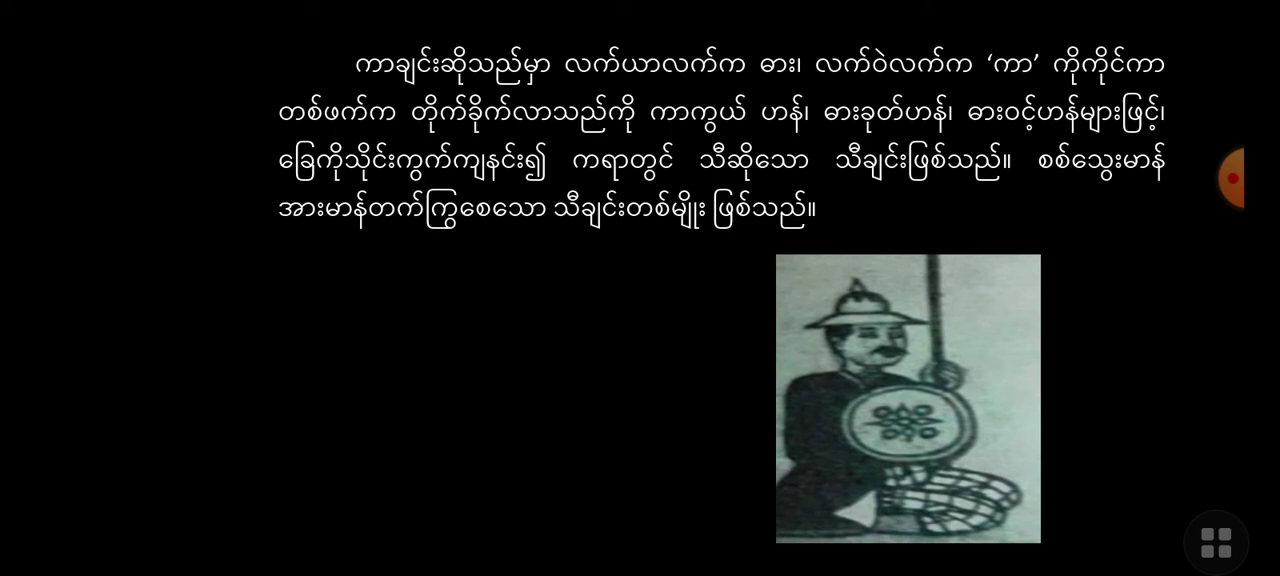 ကာချင်းဆိုသည်မှာ လက်ယာလက်က ဓား၊ လက်ဝဲလက်က ‘ကာ’ ကိုကိုင်ကာ
တစ်ဖက်က တိုက်ခိုက်လာသည်ကို ကာကွယ် ဟန်၊ ဓားခုတ်ဟန်၊ ဓားဝင့်ဟန်များဖြင့်၊
ခြေကိုသိုင်းကွက်ကျနင်း၍ ကရာတွင် သီဆိုသော သီချင်းဖြစ်သည်။ စစ်သွေးမာန်
အားမာန်တက်ကြွစေသော သီချင်းတစ်မျိုး ဖြစ်သည်။